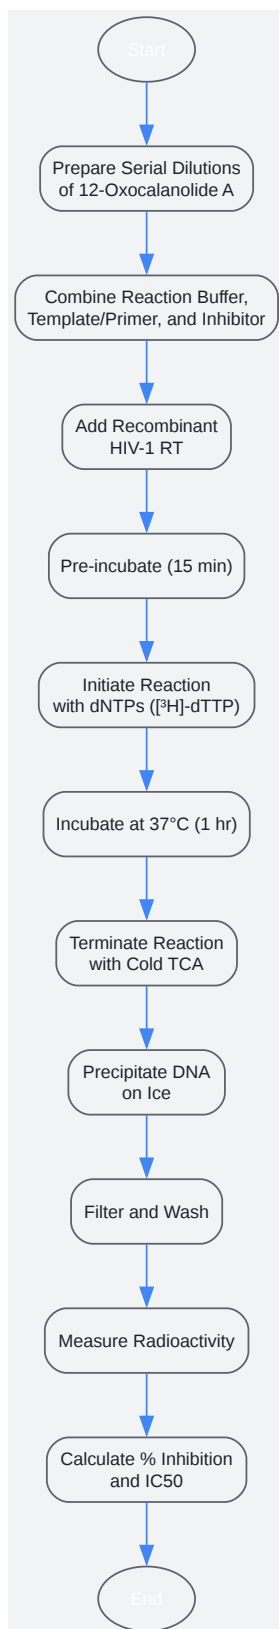 Start
Prepare Serial Dilutions
of 12-Oxocalanolide A
Combine Reaction Buffer,
Template/Primer, and Inhibitor
Add Recombinant
HIV-1 RT
Pre-incubate (15 min)
Initiate Reaction
with dNTPs ([³H]-dTTP)
Incubate at 37°C (1 hr)
Terminate Reaction
with Cold TCA
Precipitate DNA
on Ice
Filter and Wash
Measure Radioactivity
Calculate % Inhibition
and IC50
End